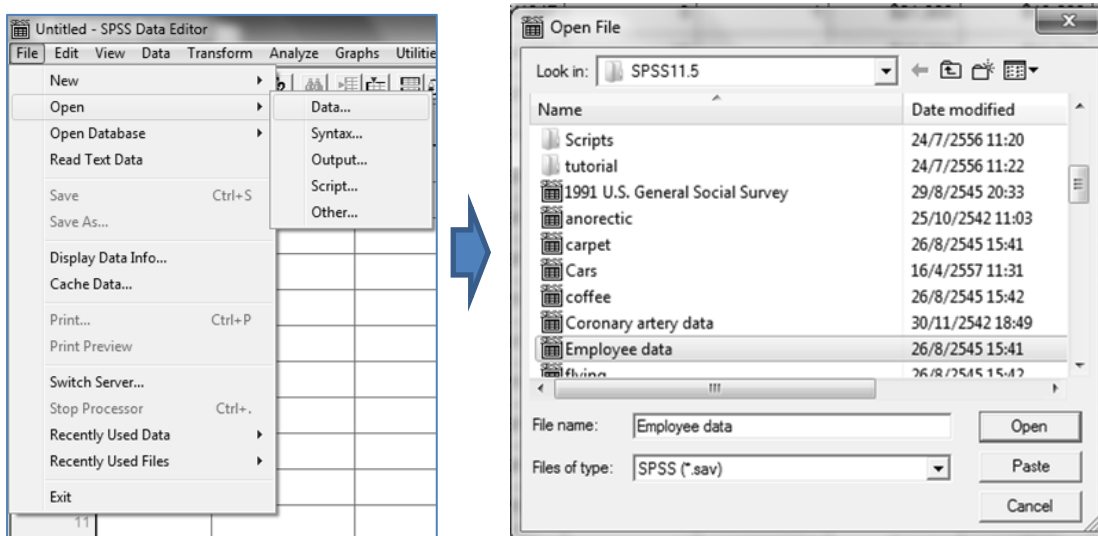 Untitled - SPSS Data Editor
File Edit View Data Transform Analyze Graphs Utilitie
New
Open
Open Database
Read Text Data
Save Ctrl+S
Save As...
Display Data Info...
Cache Data...
Print... Ctrl+P
Print Preview
Switch Server...
Stop Processor Ctrl+.
Recently Used Data
Recently Used Files
Exit
11
Data...
Syntax...
Output...
Script...
Other...
Open File
Look in: SPSS11.5
Name Date modified
Scripts 24/7/2556 11:20
tutorial 24/7/2556 11:22
1991 U.S. General Social Survey 29/8/2545 20:33
anorectic 25/10/2542 11:03
carpet 26/8/2545 15:41
Cars 16/4/2557 11:31
coffee 26/8/2545 15:42
Coronary artery data 30/11/2542 18:49
Employee data 26/8/2545 15:41
flying 26/8/2545 15:42
File name: Employee data Open
Files of type: SPSS (*.sav) Paste
Cancel